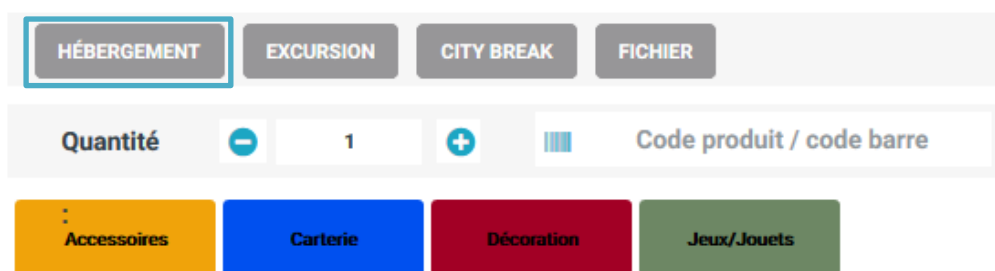 HÉBERGEMENT EXCURSION CITY BREAK FICHIER
Quantité 1 Code produit / code barre
:
Accessoires Carterie Décoration Jeux/Jouets